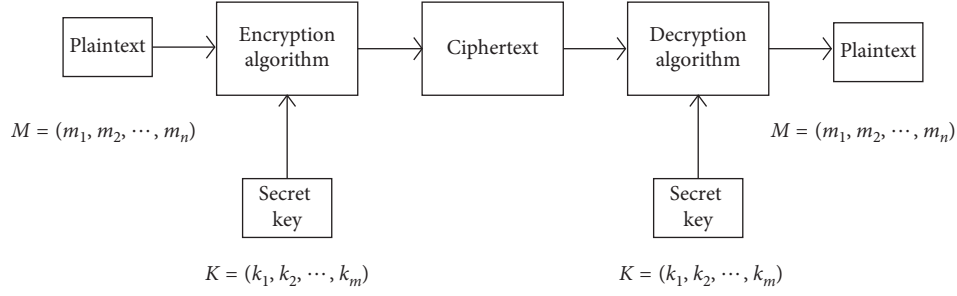 Plaintext
Encryption
algorithm
Ciphertext
Decryption
algorithm
Plaintext
M = (m₁, m₂, ⋯, mₙ)
M = (m₁, m₂, ⋯, mₙ)
Secret
key
Secret
key
K = (k₁, k₂, ⋯, kₘ)
K = (k₁, k₂, ⋯, kₘ)